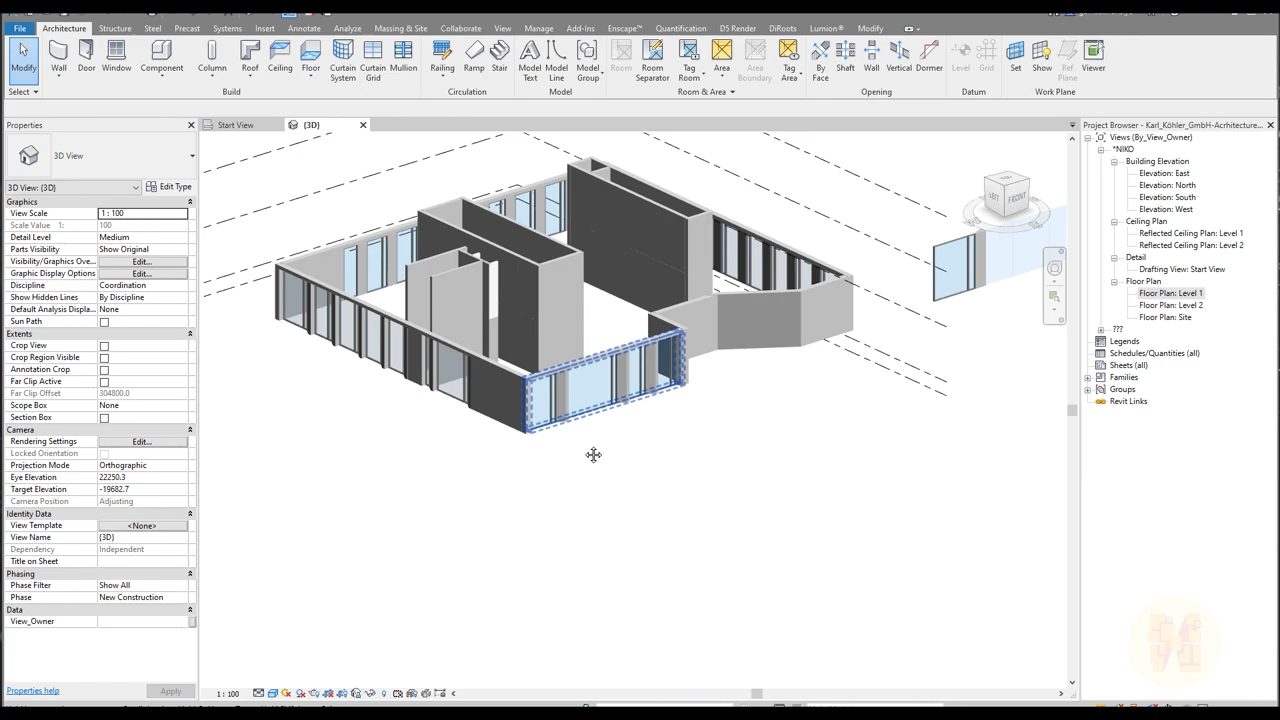 File Architecture Structure Steel Precast Systems Insert Annotate Analyze Massing & Site Collaborate View Manage Add-Ins Enscape™ Quantification D5 Render DiRoots Lumion® Modify
Modify Wall Door Window Component Column Roof Ceiling Floor Curtain System Curtain Grid Mullion Railing Ramp Stair Model Text Model Line Model Group Room Room Separator Tag Room Area Area Boundary Tag Area By Face Shaft Wall Vertical Dormer Level Grid Set Show Ref Plane Viewer
Select Build Circulation Model Room & Area Opening Datum Work Plane
Properties
3D View
3D View: {3D} Edit Type
Graphics
View Scale 1 : 100
Scale Value 1: 100
Detail Level Medium
Parts Visibility Show Original
Visibility/Graphics Ove... Edit...
Graphic Display Options Edit...
Discipline Coordination
Show Hidden Lines By Discipline
Default Analysis Displa... None
Sun Path
Extents
Crop View
Crop Region Visible
Annotation Crop
Far Clip Active
Far Clip Offset 304800.0
Scope Box None
Section Box
Camera
Rendering Settings Edit...
Locked Orientation
Projection Mode Orthographic
Eye Elevation 22250.3
Target Elevation -19682.7
Camera Position Adjusting
Identity Data
View Template <None>
View Name {3D}
Dependency Independent
Title on Sheet
Phasing
Phase Filter Show All
Phase New Construction
Data
View_Owner
Properties help Apply
Start View {3D}
TOP
LEFT FRONT
1 : 100
Project Browser - Karl_Köhler_GmbH-Acrhitecture...
Views (By_View_Owner)
*NIKO
Building Elevation
Elevation: East
Elevation: North
Elevation: South
Elevation: West
Ceiling Plan
Reflected Ceiling Plan: Level 1
Reflected Ceiling Plan: Level 2
Detail
Drafting View: Start View
Floor Plan
Floor Plan: Level 1
Floor Plan: Level 2
Floor Plan: Site
???
Legends
Schedules/Quantities (all)
Sheets (all)
Families
Groups
Revit Links